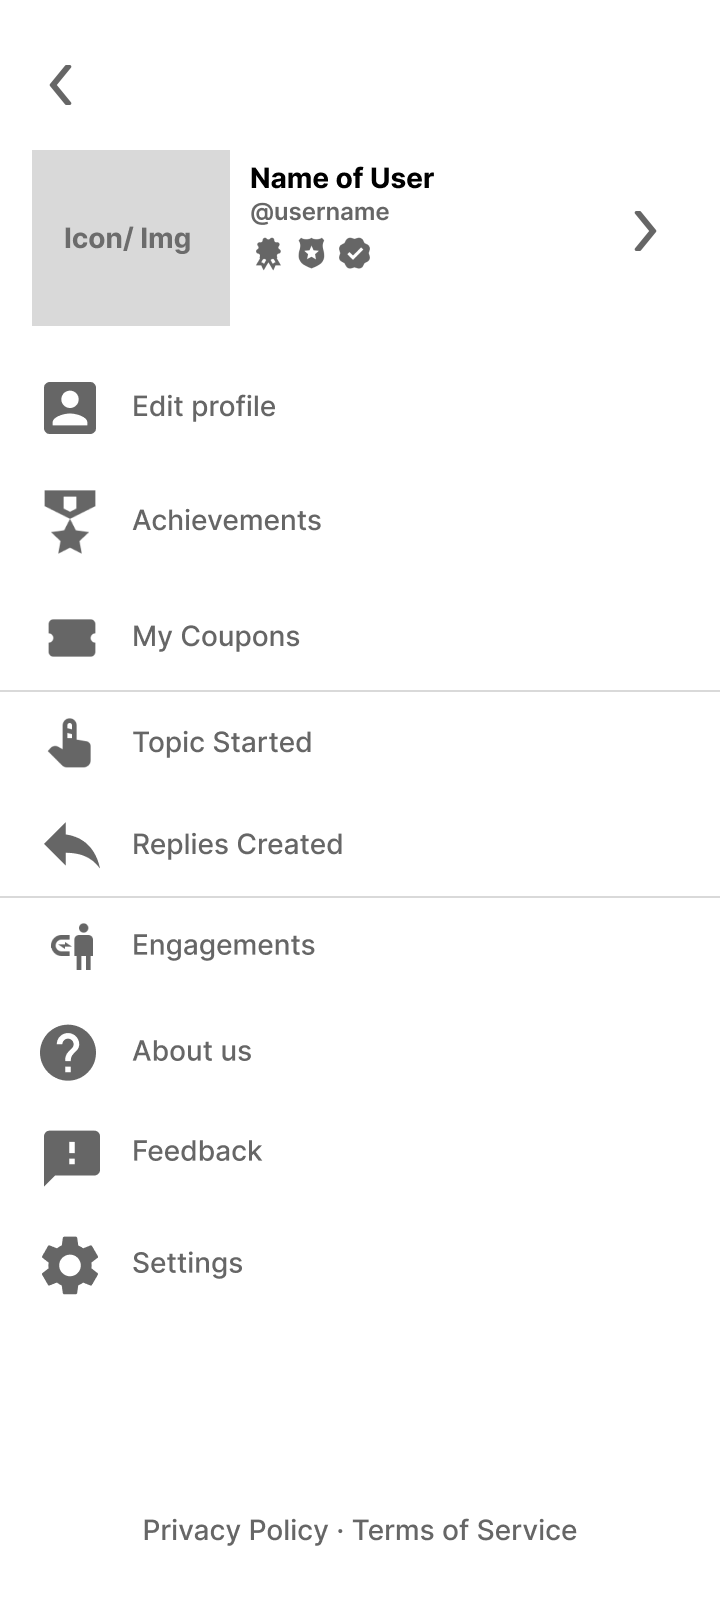 Name of User
@username
Icon/ Img
Edit profile
Achievements
My Coupons
Topic Started
Replies Created
Engagements
About us
Feedback
Settings
Privacy Policy · Terms of Service